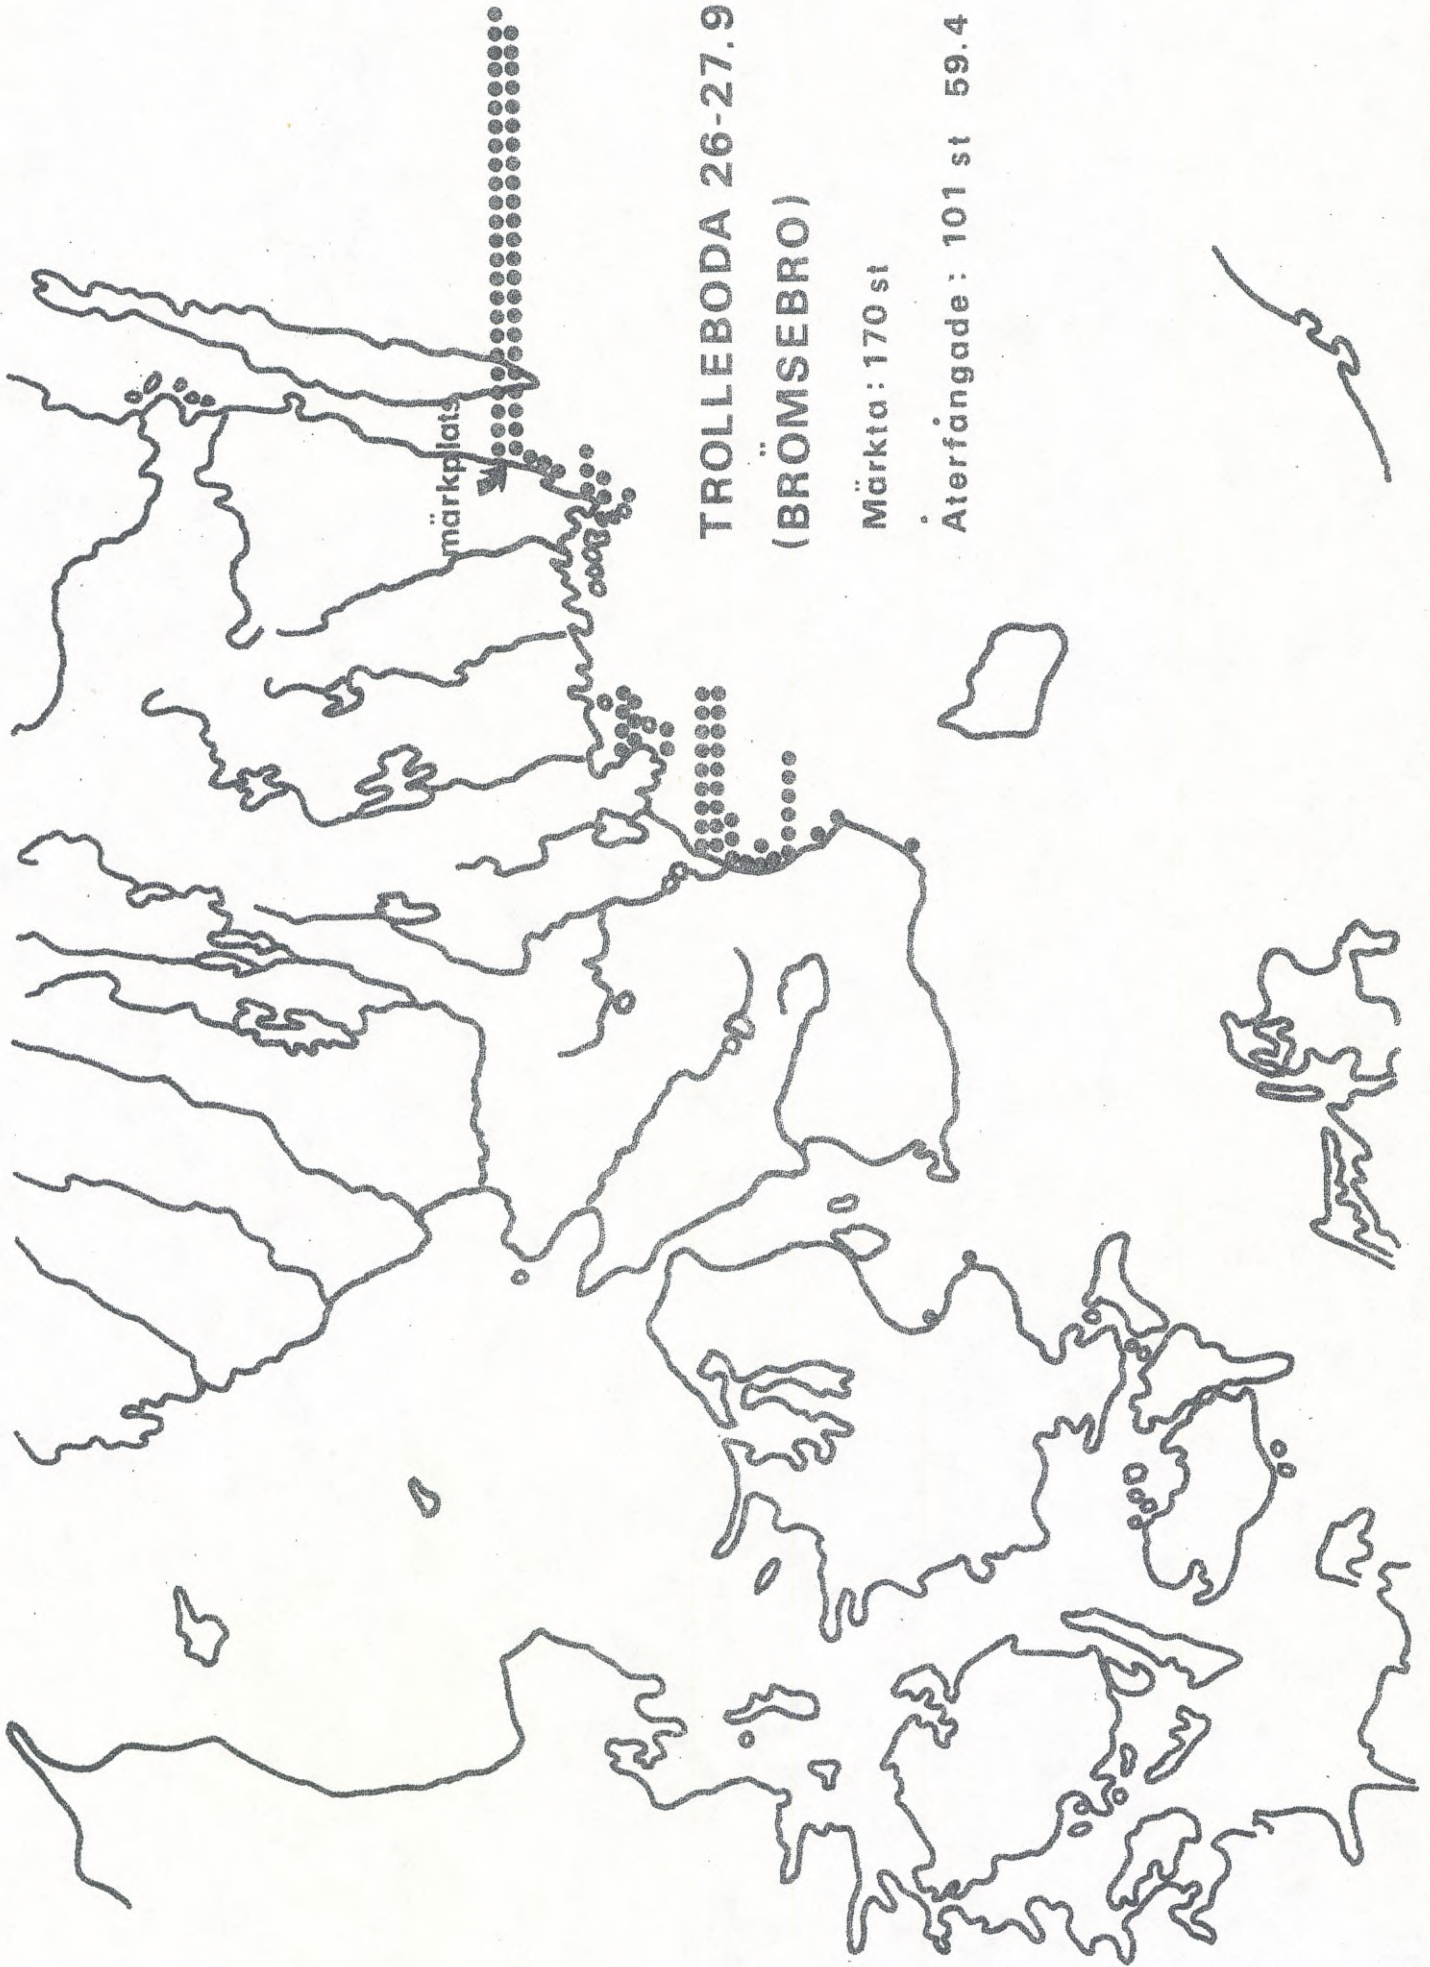 märkplats
TROLLEBODA 26-27.9
(BRÖMSEBRO)
Märkta: 170 st
Återfångade: 101 st 59.4